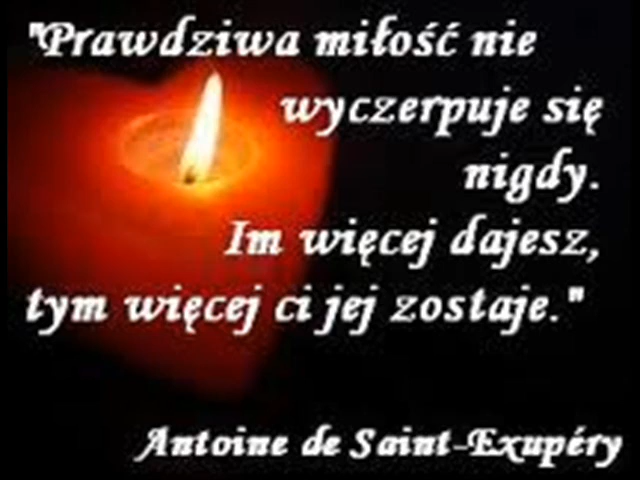 "Prawdziwa miłość nie
wyczerpuje się
nigdy.
Im więcej dajesz,
tym więcej ci jej zostaje."
Antoine de Saint-Exupéry